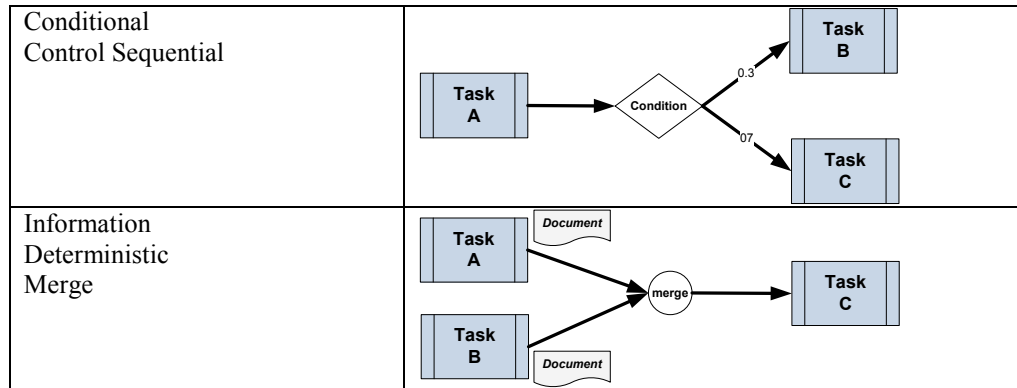 Conditional
Control Sequential
Task
A
Condition
0.3
07
Task
B
Task
C
Information
Deterministic
Merge
Task
A
Document
Task
B
Document
merge
Task
C